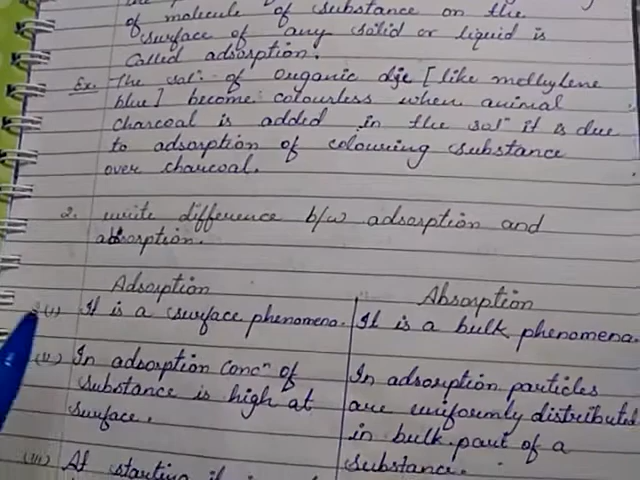 of molecule of substance on the
surface of any solid or liquid is
called adsorption.
Ex. The solⁿ of organic dye [like methylene
blue] become colourless when animal
charcoal is added in the solⁿ it is due
to adsorption of colouring substance
over charcoal.
2. write difference b/w adsorption and
absorption.
Adsorption
Absorption
(i) It is a surface phenomena.
It is a bulk phenomena.
(ii) In adsorption concⁿ of
substance is high at
surface.
In adsorption particles
are uniformly distributed
in bulk part of a
substance.
(iii) At starting it